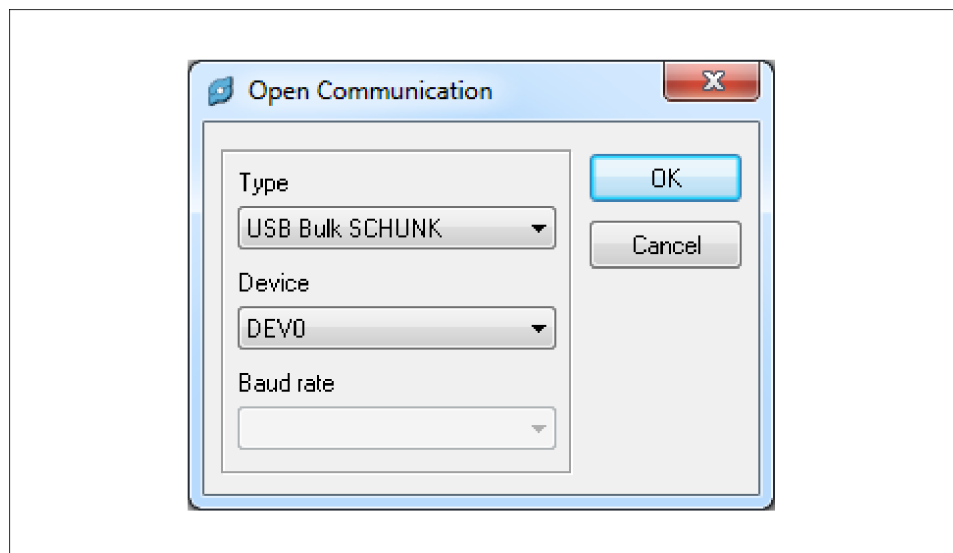 Open Communication
Type
USB Bulk SCHUNK
Device
DEV0
Baud rate
OK
Cancel